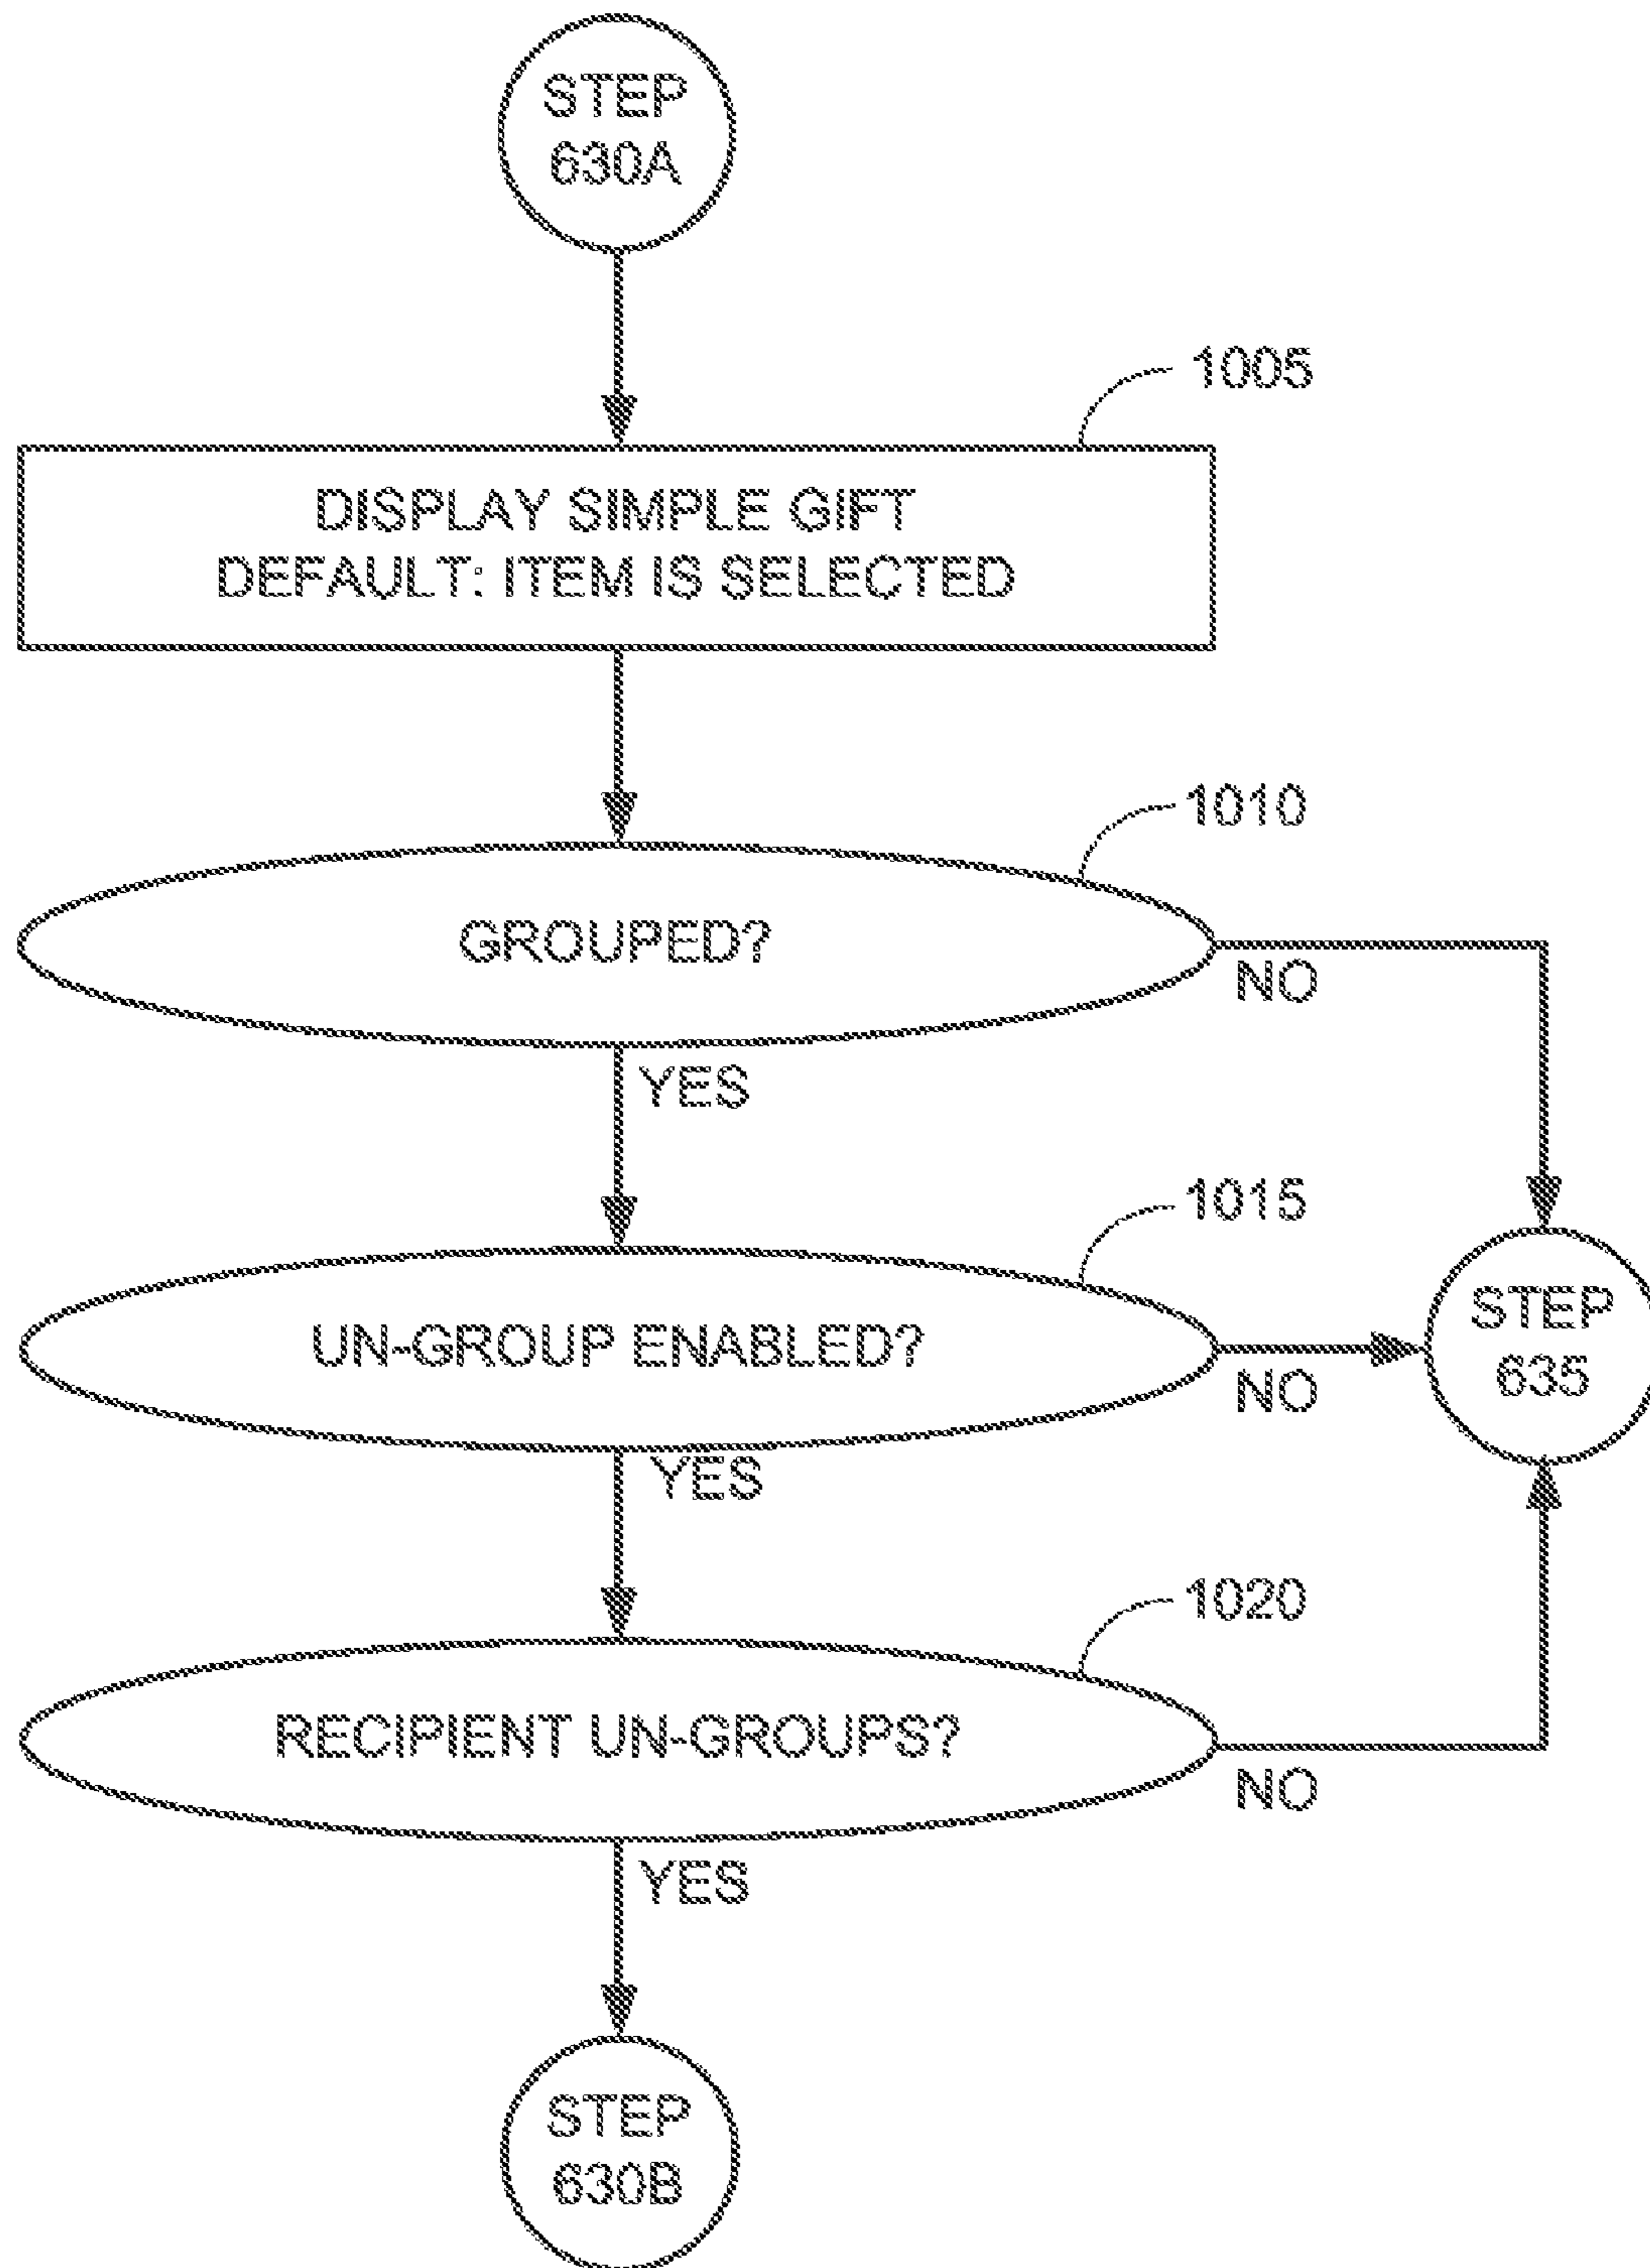 STEP
630A
1005
DISPLAY SIMPLE GIFT
DEFAULT: ITEM IS SELECTED
1010
GROUPED?
NO
YES
1015
UN-GROUP ENABLED?
NO
STEP
635
YES
1020
RECIPIENT UN-GROUPS?
NO
YES
STEP
630B